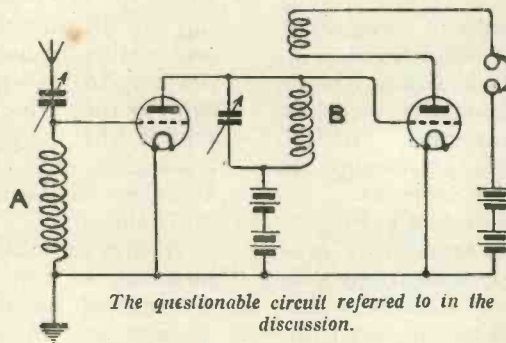 A
B
The questionable circuit referred to in the
discussion.